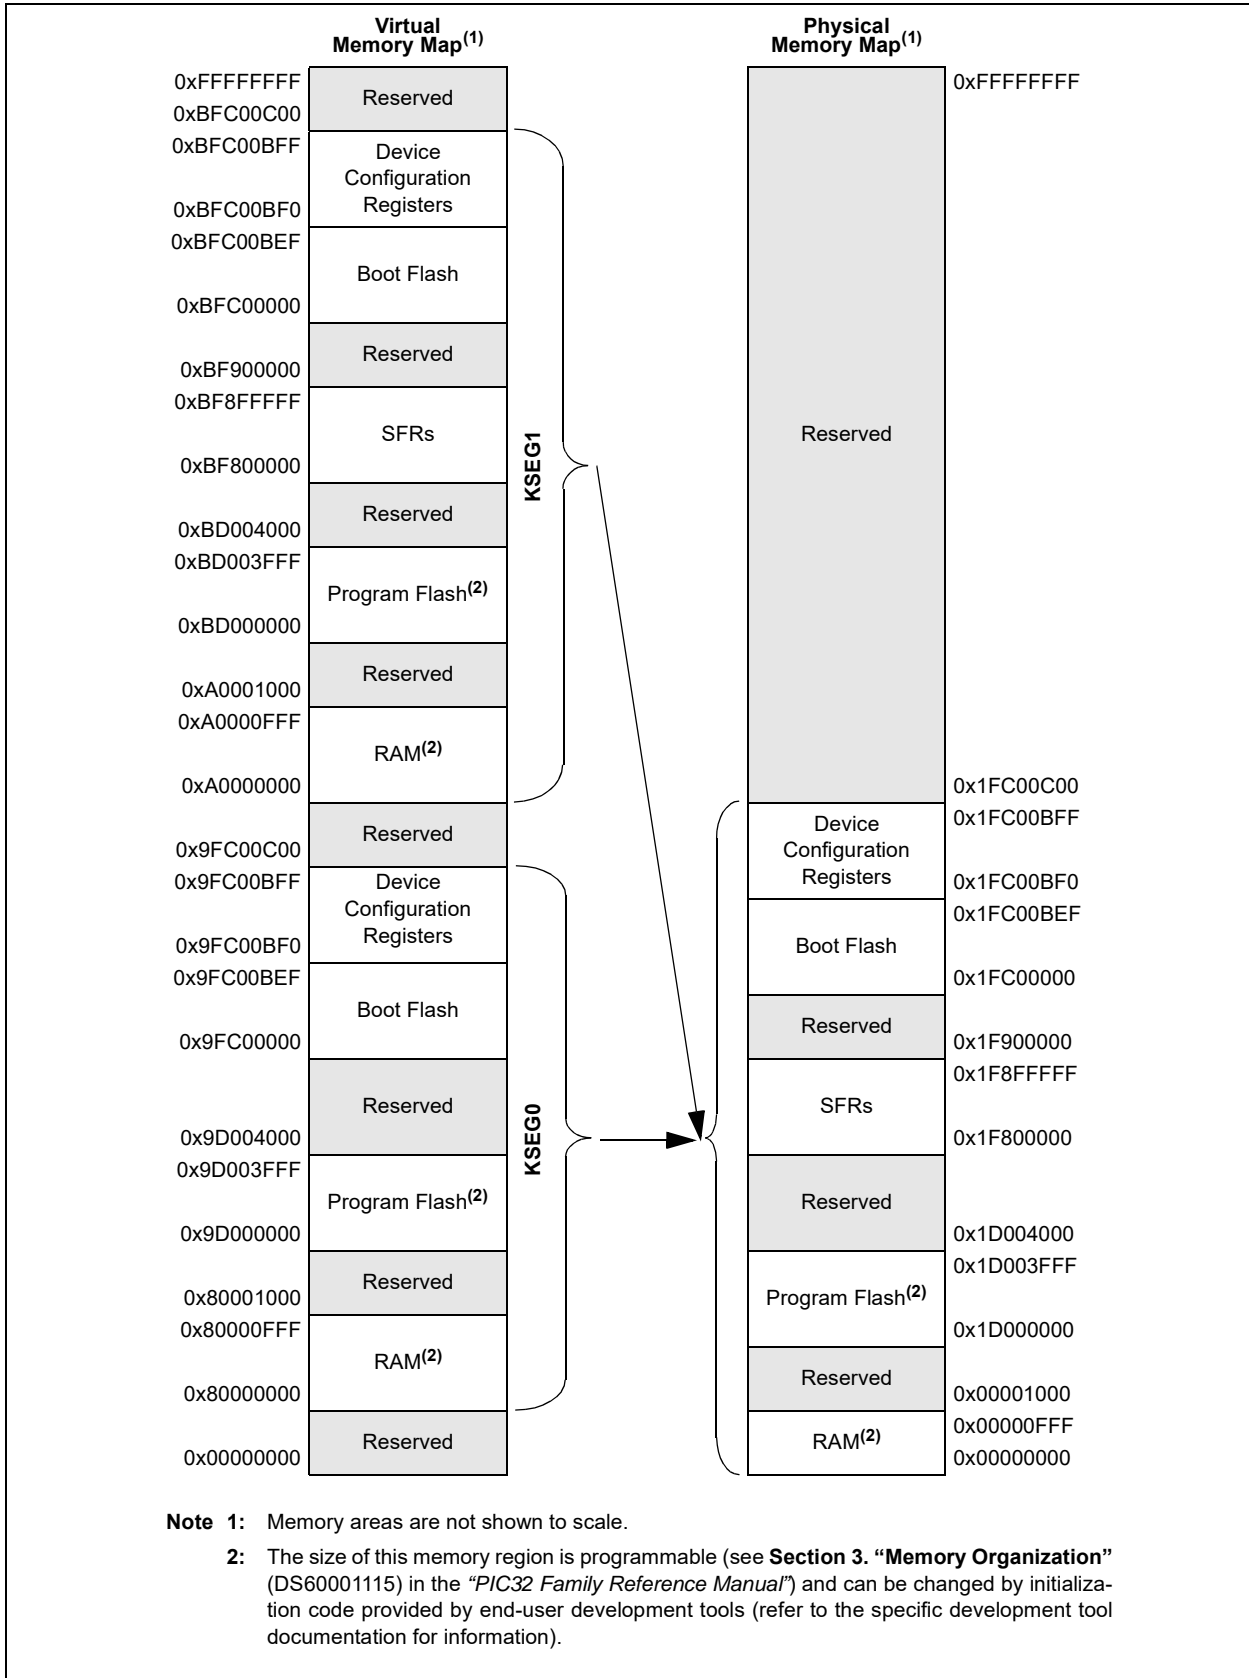 Virtual
Memory Map(1)
Physical
Memory Map(1)
0xFFFFFFFF
Reserved
0xBFC00C00
0xBFC00BFF
Device
Configuration
Registers
0xBFC00BF0
0xBFC00BEF
Boot Flash
0xBFC00000
Reserved
0xBF900000
0xBF8FFFFF
SFRs
0xBF800000
Reserved
0xBD004000
0xBD003FFF
Program Flash(2)
0xBD000000
Reserved
0xA0001000
0xA0000FFF
RAM(2)
0xA0000000
KSEG1
Reserved
0x9FC00C00
0x9FC00BFF
Device
Configuration
Registers
0x9FC00BF0
0x9FC00BEF
Boot Flash
0x9FC00000
Reserved
0x9D004000
0x9D003FFF
Program Flash(2)
0x9D000000
Reserved
0x80001000
0x80000FFF
RAM(2)
0x80000000
KSEG0
Reserved
0x00000000
0xFFFFFFFF
Reserved
0x1FC00C00
0x1FC00BFF
Device
Configuration
Registers
0x1FC00BF0
0x1FC00BEF
Boot Flash
0x1FC00000
Reserved
0x1F900000
0x1F8FFFFF
SFRs
0x1F800000
Reserved
0x1D004000
0x1D003FFF
Program Flash(2)
0x1D000000
Reserved
0x00001000
0x00000FFF
RAM(2)
0x00000000
Note 1: Memory areas are not shown to scale.
2: The size of this memory region is programmable (see Section 3. “Memory Organization”
(DS60001115) in the “PIC32 Family Reference Manual”) and can be changed by initializa-
tion code provided by end-user development tools (refer to the specific development tool
documentation for information).